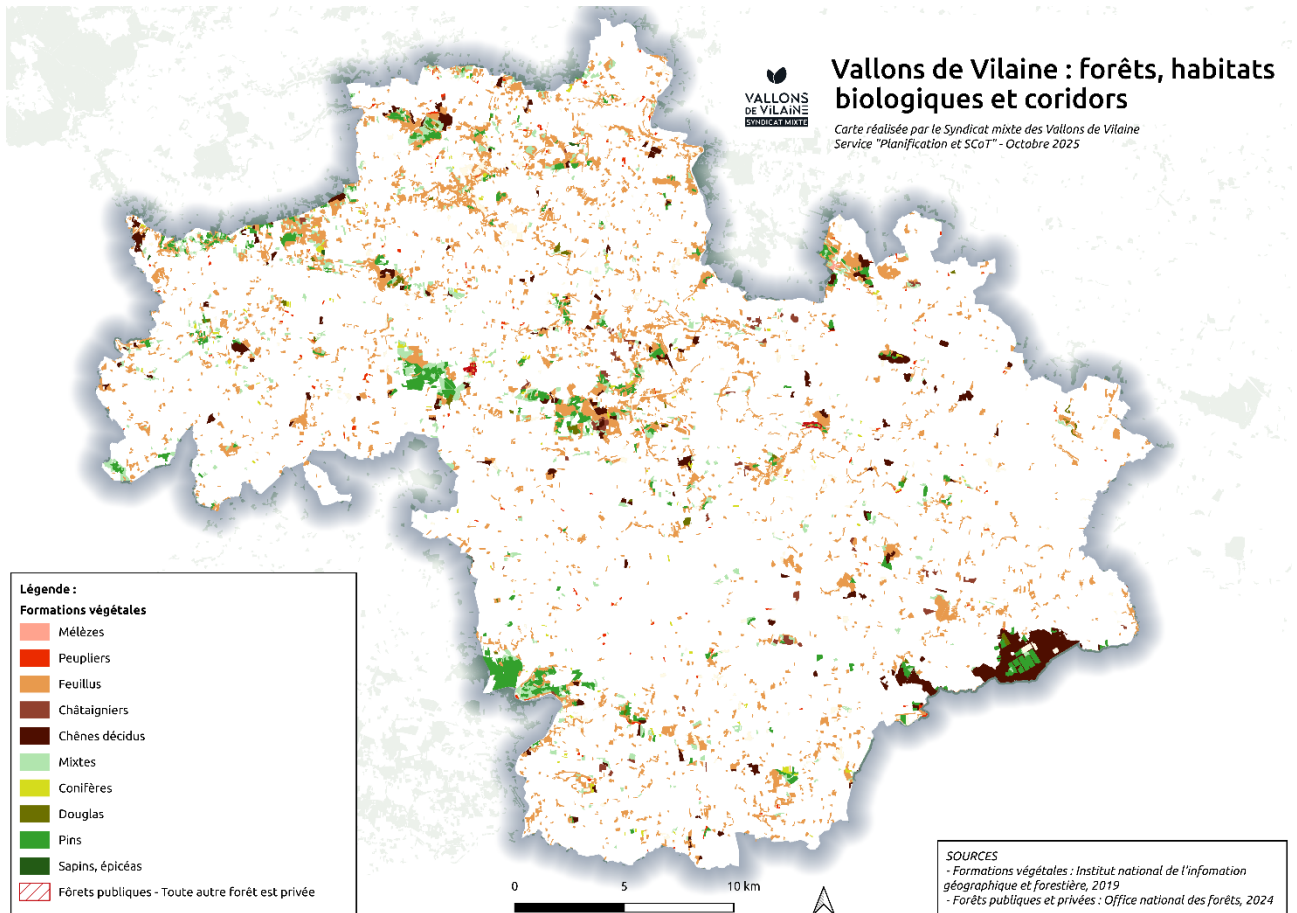 Vallons de Vilaine : forêts, habitats
biologiques et coridors
VALLONS
DE VILAINE
SYNDICAT MIXTE
Carte réalisée par le Syndicat mixte des Vallons de Vilaine
Service "Planification et SCoT" - Octobre 2025
Légende :
Formations végétales
Mélèzes
Peupliers
Feuillus
Châtaigniers
Chênes décidus
Mixtes
Conifères
Douglas
Pins
Sapins, épicéas
Fôrets publiques - Toute autre forêt est privée
0 5 10 km
SOURCES
- Formations végétales : Institut national de l'infomation
géographique et forestière, 2019
- Forêts publiques et privées : Office national des forêts, 2024